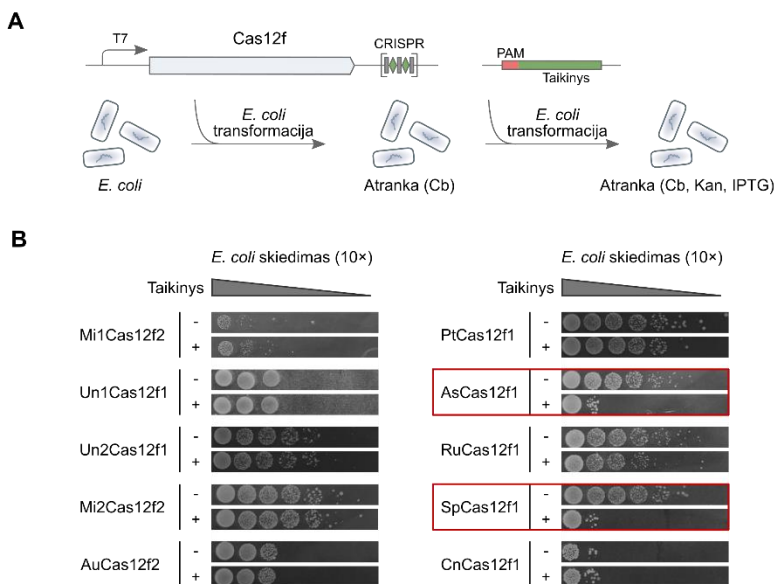 A
T7
Cas12f
CRISPR
PAM
Taikinys
E. coli
transformacija
E. coli
transformacija
E. coli
Atranka (Cb)
Atranka (Cb, Kan, IPTG)
B
E. coli skiedimas (10×)
Taikinys
Mi1Cas12f2
-
+
Un1Cas12f1
-
+
Un2Cas12f1
-
+
Mi2Cas12f2
-
+
AuCas12f2
-
+
E. coli skiedimas (10×)
Taikinys
PtCas12f1
-
+
AsCas12f1
-
+
RuCas12f1
-
+
SpCas12f1
-
+
CnCas12f1
-
+